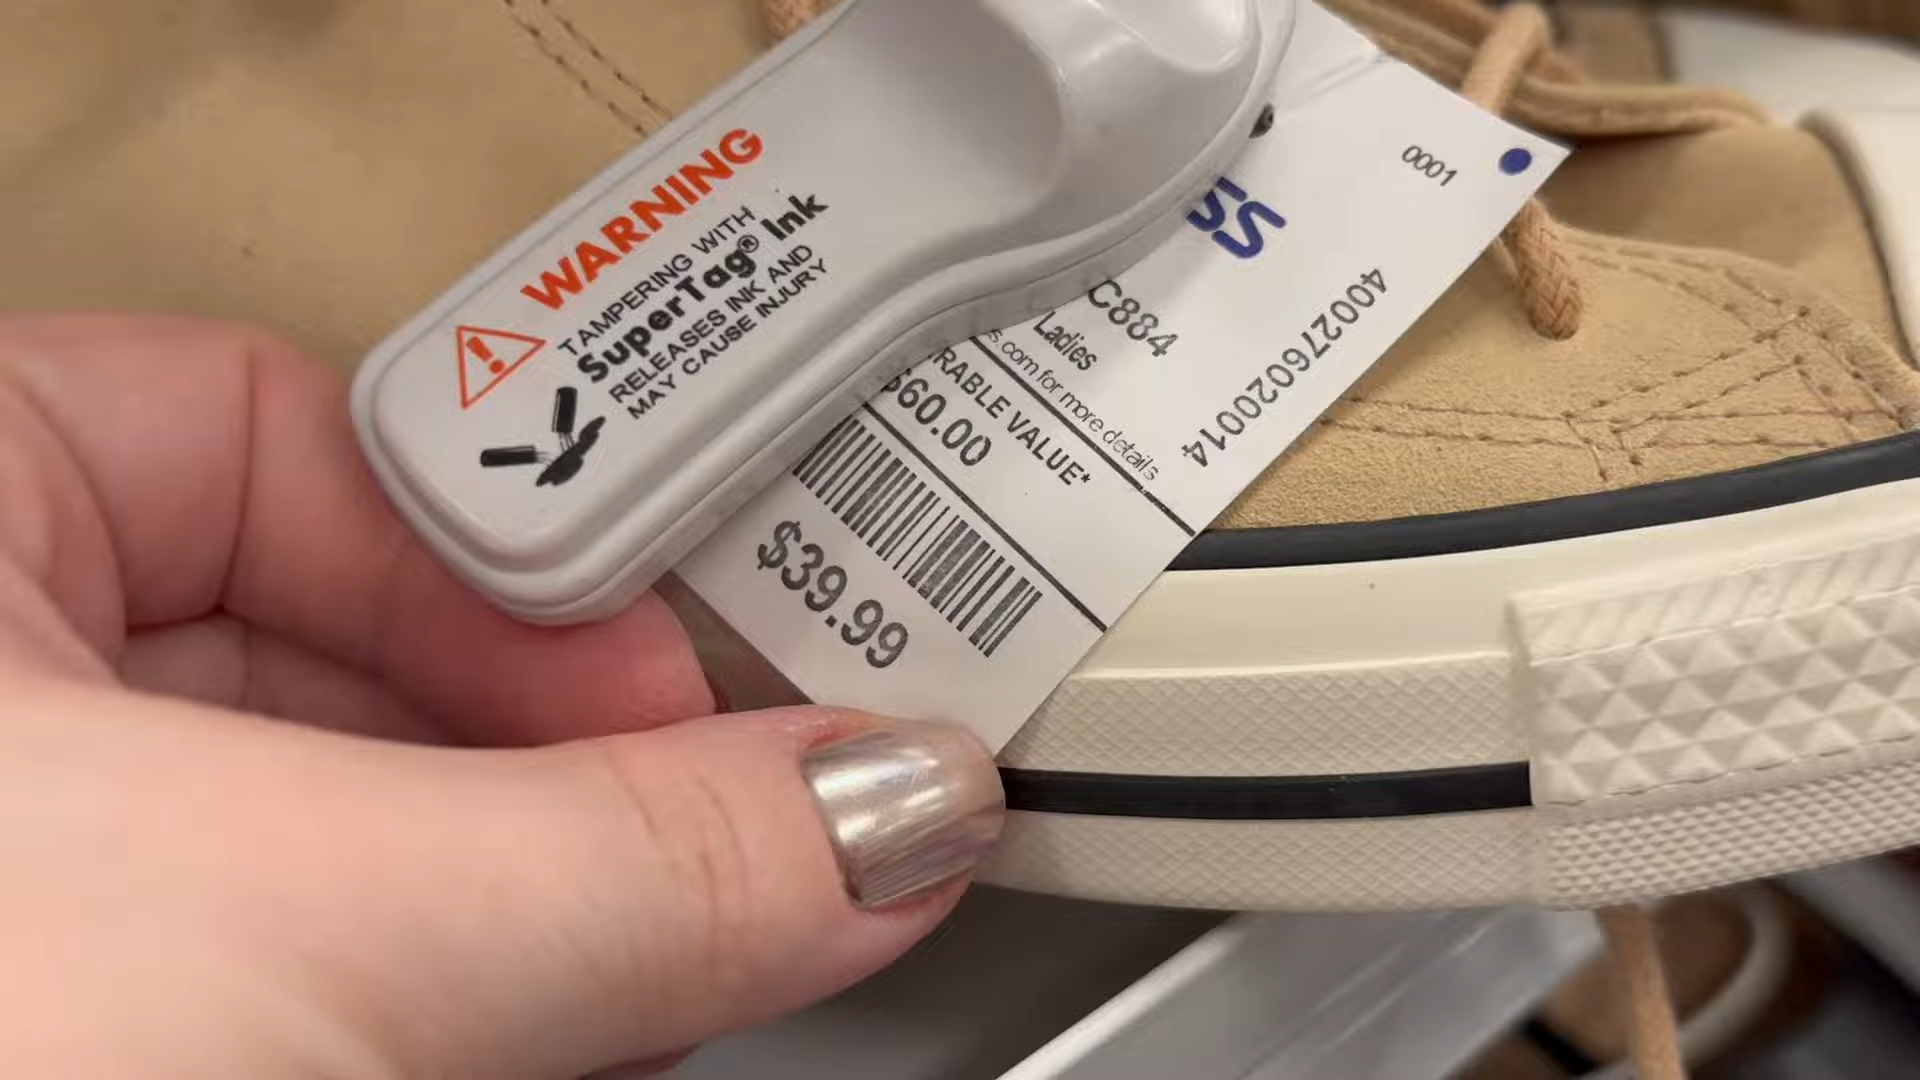 WARNING
TAMPERING WITH
SuperTag® Ink
RELEASES INK AND
MAY CAUSE INJURY
0001
SS
400276020014
C884
Ladies
.com for more details
VALUE*
$60.00
$39.99